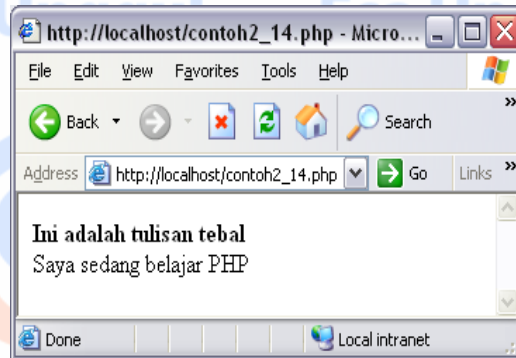 http://localhost/contoh2_14.php - Micro...
File Edit View Favorites Tools Help
Back Search »
Address http://localhost/contoh2_14.php Go Links »
Ini adalah tulisan tebal
Saya sedang belajar PHP
Done Local intranet